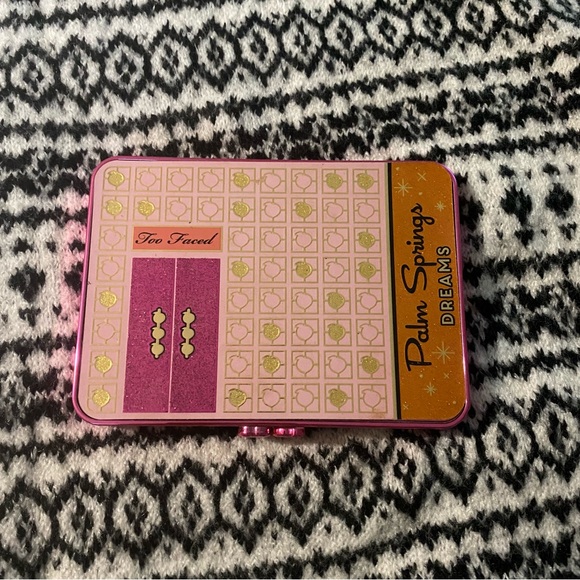 Too Faced
Palm Springs
DREAMS